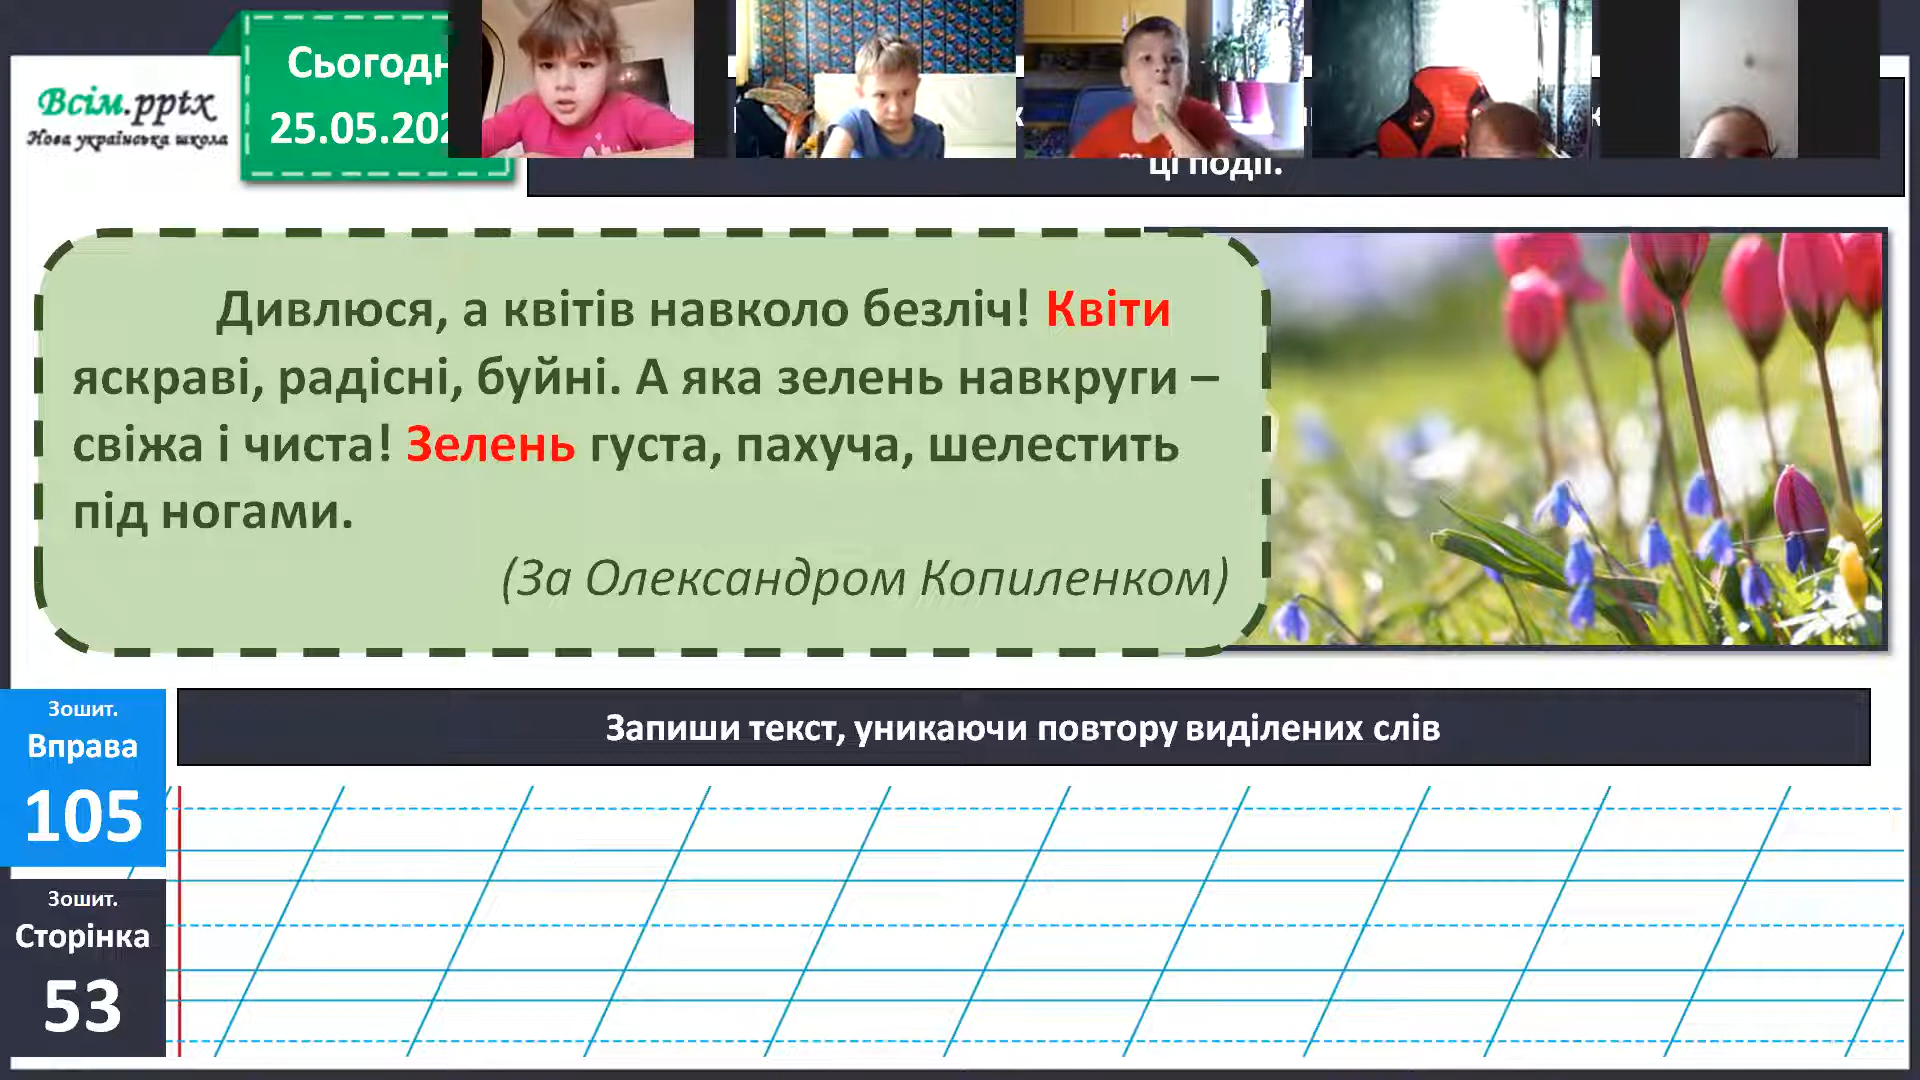 Всім.pptx
Нова українська школа
25.05.202
ці події.
Дивлюся, а квітів навколо безліч! Квіти
яскраві, радісні, буйні. А яка зелень навкруги –
свіжа і чиста! Зелень густа, пахуча, шелестить
під ногами.
(За Олександром Копиленком)
Зошит.
Вправа
105
Запиши текст, уникаючи повтору виділених слів
Зошит.
Сторінка
53